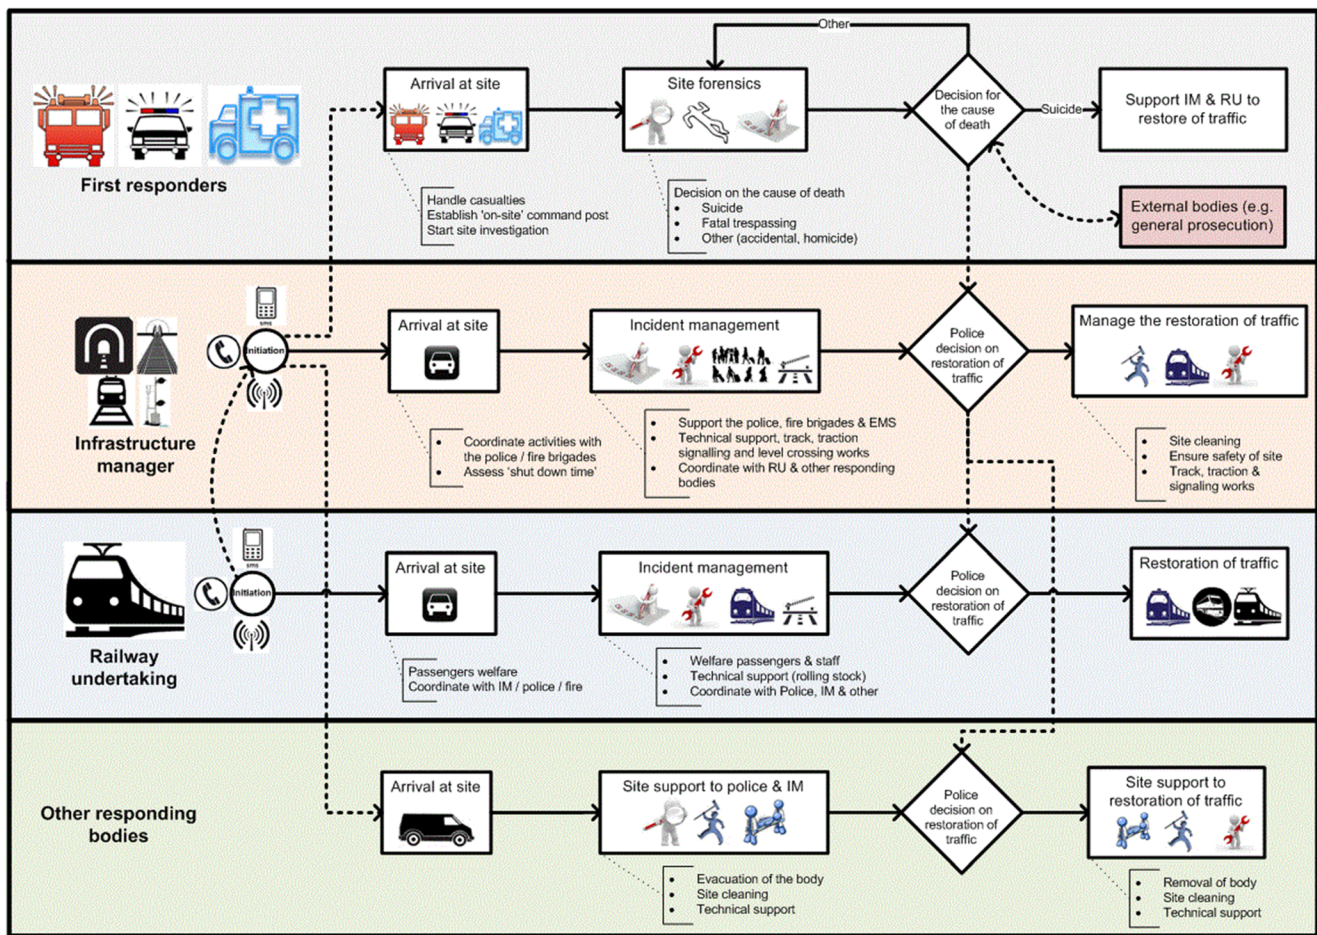 Other
Arrival at site
Site forensics
Decision for
the cause
of death
Suicide
Support IM & RU to
restore of traffic
First responders
Handle casualties
Establish 'on-site' command post
Start site investigation
Decision on the cause of death
• Suicide
• Fatal trespassing
• Other (accidental, homicide)
External bodies (e.g.
general prosecution)
sms
Initiation
Arrival at site
Incident management
Police
decision on
restoration of
traffic
Manage the restoration of traffic
Infrastructure
manager
• Coordinate activities with
the police / fire brigades
• Assess 'shut down time'
• Support the police, fire brigades & EMS
• Technical support, track, traction
signalling and level crossing works
• Coordinate with RU & other responding
bodies
• Site cleaning
• Ensure safety of site
• Track, traction &
signaling works
sms
Initiation
Arrival at site
Incident management
Police
decision on
restoration of
traffic
Restoration of traffic
Railway
undertaking
Passengers welfare
Coordinate with IM / police / fire
• Welfare passengers & staff
• Technical support (rolling stock)
• Coordinate with Police, IM & other
Other responding
bodies
Arrival at site
Site support to police & IM
Police
decision on
restoration of
traffic
Site support to
restoration of traffic
• Evacuation of the body
• Site cleaning
• Technical support
• Removal of body
• Site cleaning
• Technical support